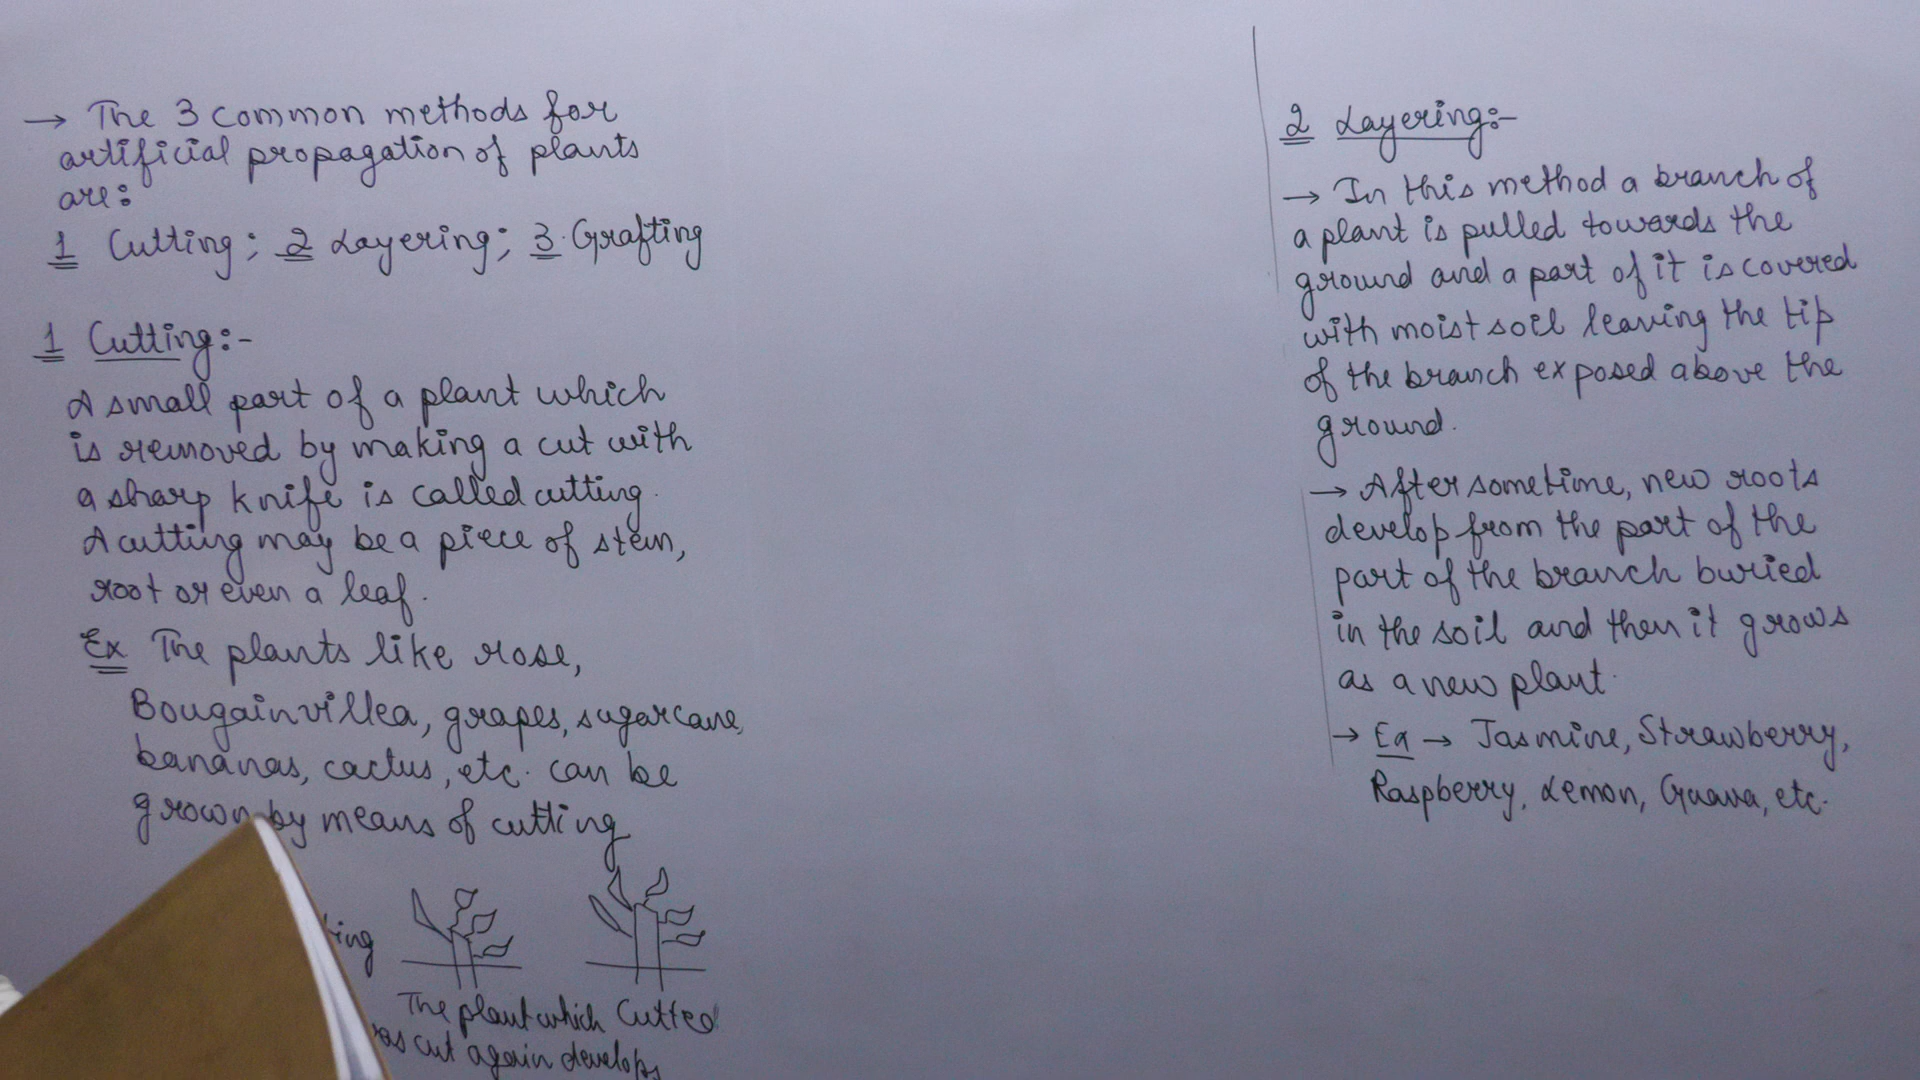 → The 3 common methods for
artificial propagation of plants
are:
1 Cutting; 2 Layering; 3. Grafting
1 Cutting:-
A small part of a plant which
is removed by making a cut with
a sharp knife is called cutting.
A cutting may be a piece of stem,
root or even a leaf.
Ex The plants like rose,
Bougainvillea, grapes, sugarcane,
bananas, cactus, etc. can be
grown by means of cutting
The plant which Cutted
cut again develops
2 Layering:-
→ In this method a branch of
a plant is pulled towards the
ground and a part of it is covered
with moist soil leaving the tip
of the branch exposed above the
ground.
→ After sometime, new roots
develop from the part of the
part of the branch buried
in the soil and then it grows
as a new plant.
→ Eg → Jasmine, Strawberry,
Raspberry, Lemon, Guava, etc.